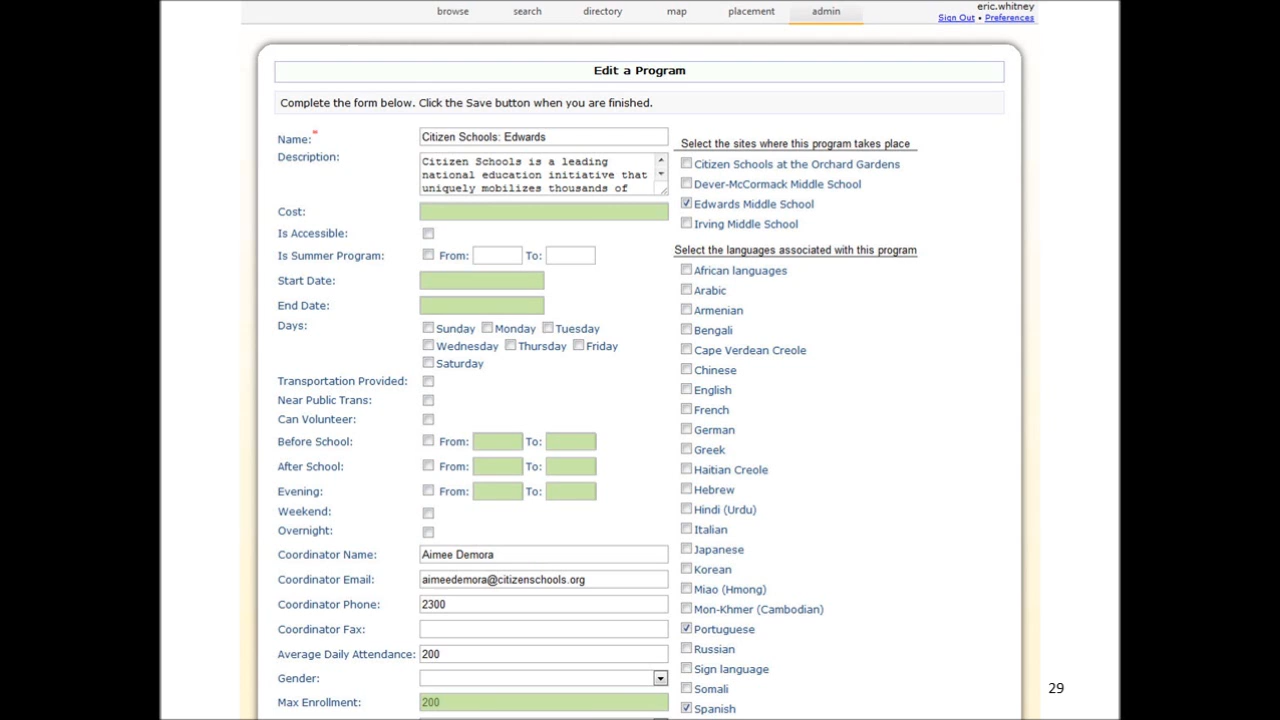 browse search directory map placement admin
eric.whitney
Sign Out • Preferences
Edit a Program
Complete the form below. Click the Save button when you are finished.
Name:* Citizen Schools: Edwards
Description: Citizen Schools is a leading
national education initiative that
uniquely mobilizes thousands of
Cost:
Is Accessible:
Is Summer Program: From: To:
Start Date:
End Date:
Days: Sunday Monday Tuesday
Wednesday Thursday Friday
Saturday
Transportation Provided:
Near Public Trans:
Can Volunteer:
Before School: From: To:
After School: From: To:
Evening: From: To:
Weekend:
Overnight:
Coordinator Name: Aimee Demora
Coordinator Email: aimeedemora@citizenschools.org
Coordinator Phone: 2300
Coordinator Fax:
Average Daily Attendance: 200
Gender:
Max Enrollment: 200
Select the sites where this program takes place
Citizen Schools at the Orchard Gardens
Dever-McCormack Middle School
Edwards Middle School
Irving Middle School
Select the languages associated with this program
African languages
Arabic
Armenian
Bengali
Cape Verdean Creole
Chinese
English
French
German
Greek
Haitian Creole
Hebrew
Hindi (Urdu)
Italian
Japanese
Korean
Miao (Hmong)
Mon-Khmer (Cambodian)
Portuguese
Russian
Sign language
Somali
Spanish
29